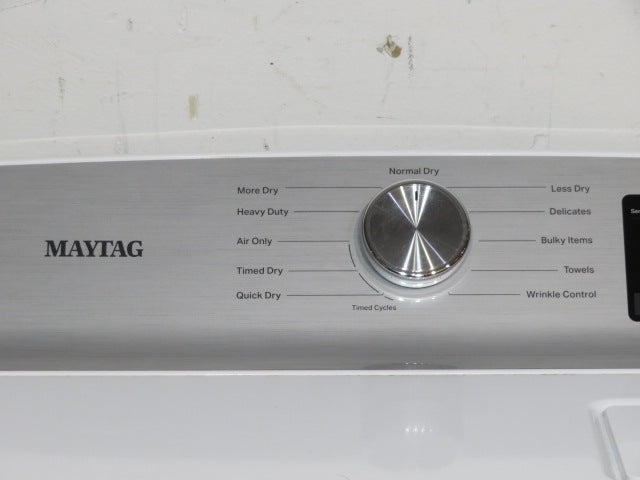 Normal Dry
More Dry
Less Dry
Heavy Duty
Delicates
MAYTAG
Air Only
Bulky Items
Timed Dry
Towels
Quick Dry
Wrinkle Control
Timed Cycles